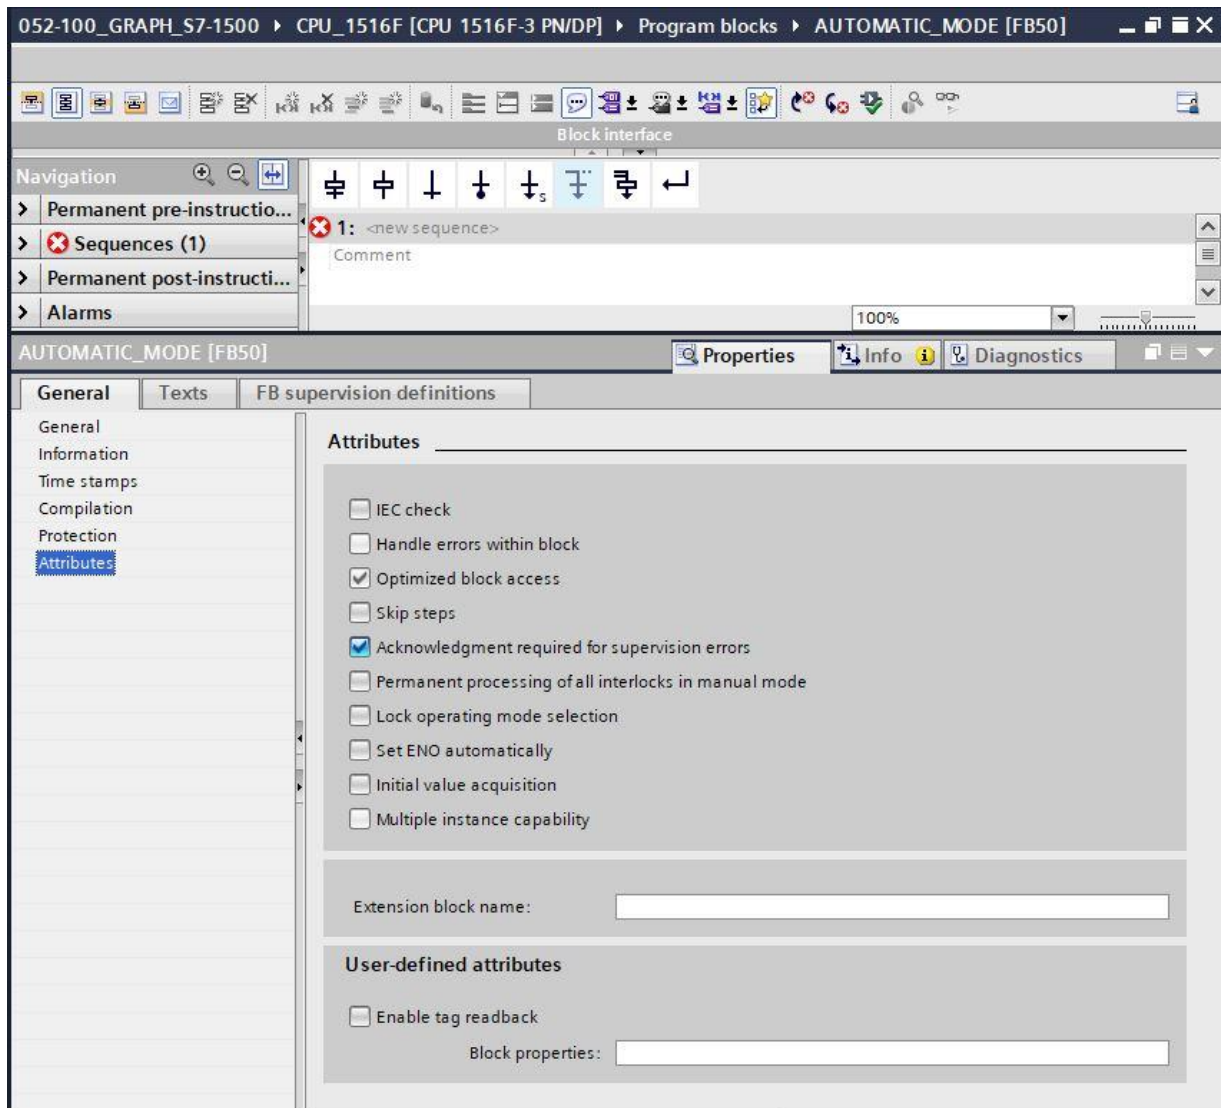 052-100_GRAPH_S7-1500 ▸ CPU_1516F [CPU 1516F-3 PN/DP] ▸ Program blocks ▸ AUTOMATIC_MODE [FB50]
Block interface
Navigation
Permanent pre-instructio...
Sequences (1)
Permanent post-instructi...
Alarms
1: <new sequence>
Comment
100%
AUTOMATIC_MODE [FB50]
Properties Info Diagnostics
General Texts FB supervision definitions
General
Information
Time stamps
Compilation
Protection
Attributes
Attributes
IEC check
Handle errors within block
Optimized block access
Skip steps
Acknowledgment required for supervision errors
Permanent processing of all interlocks in manual mode
Lock operating mode selection
Set ENO automatically
Initial value acquisition
Multiple instance capability
Extension block name:
User-defined attributes
Enable tag readback
Block properties: